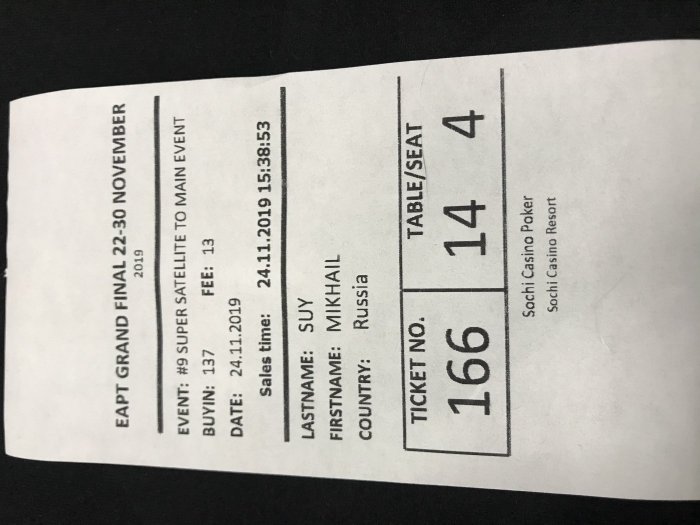 EAPT GRAND FINAL 22-30 NOVEMBER
2019
EVENT: #9 SUPER SATELLITE TO MAIN EVENT
BUYIN: 137 FEE: 13
DATE: 24.11.2019
Sales time: 24.11.2019 15:38:53
LASTNAME: SUY
FIRSTNAME: MIKHAIL
COUNTRY: Russia
TICKET NO. TABLE/SEAT
166 14 4
Sochi Casino Poker
Sochi Casino Resort